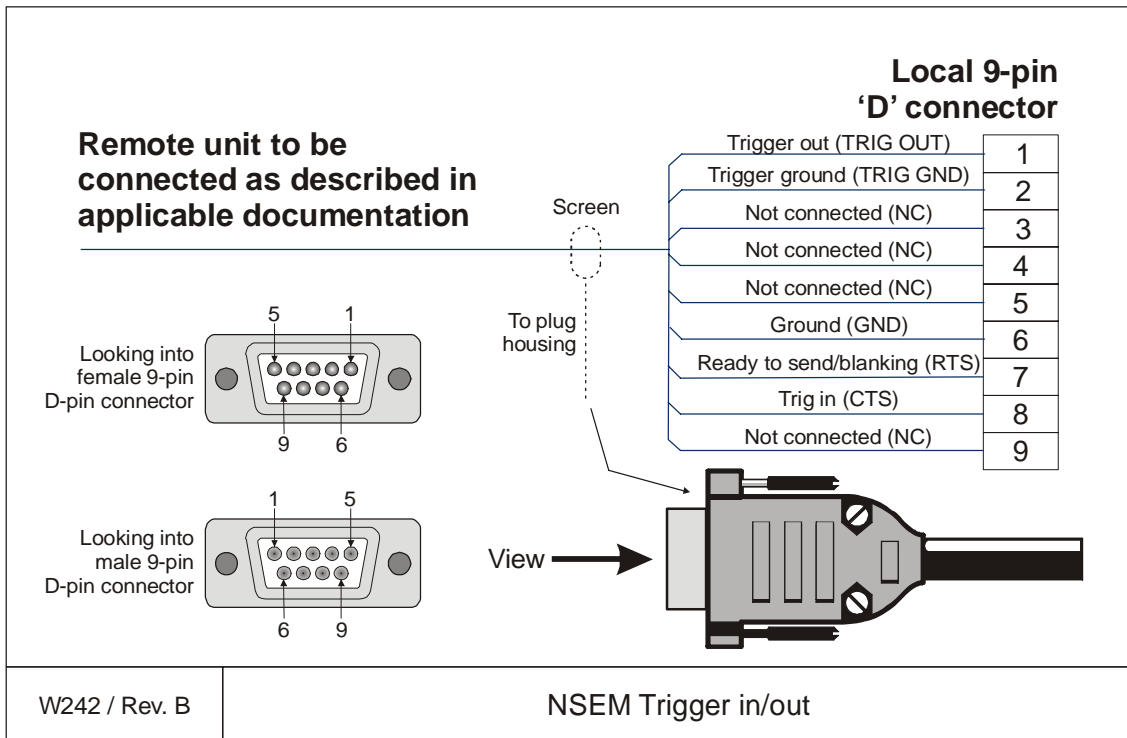 Local 9-pin
‘D’ connector
Remote unit to be
connected as described in
applicable documentation
Screen
Trigger out (TRIG OUT)
1
Trigger ground (TRIG GND)
2
Not connected (NC)
3
Not connected (NC)
4
Not connected (NC)
5
Ground (GND)
6
Ready to send/blanking (RTS)
7
Trig in (CTS)
8
Not connected (NC)
9
To plug
housing
5 1
Looking into
female 9-pin
D-pin connector
9 6
1 5
Looking into
male 9-pin
D-pin connector
6 9
View
W242 / Rev. B
NSEM Trigger in/out